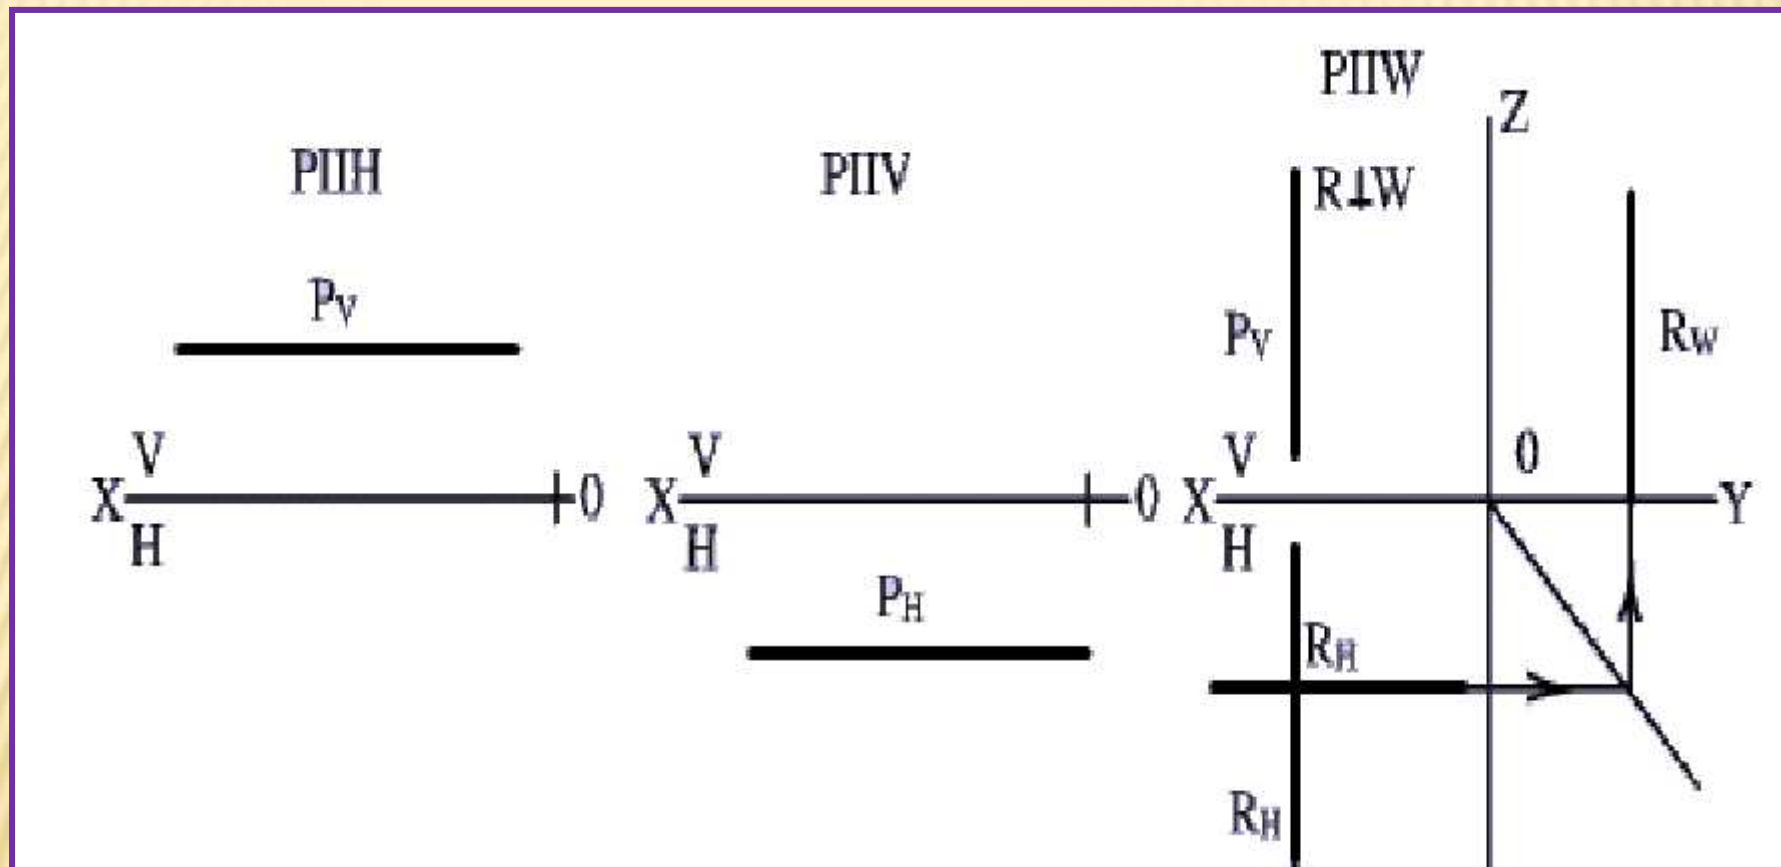 PIIH
PV
X V H 0
PIIV
X V H 0
PH
PIIW
Z
R⊥W
PV
RW
X V H 0 Y
RH
RH